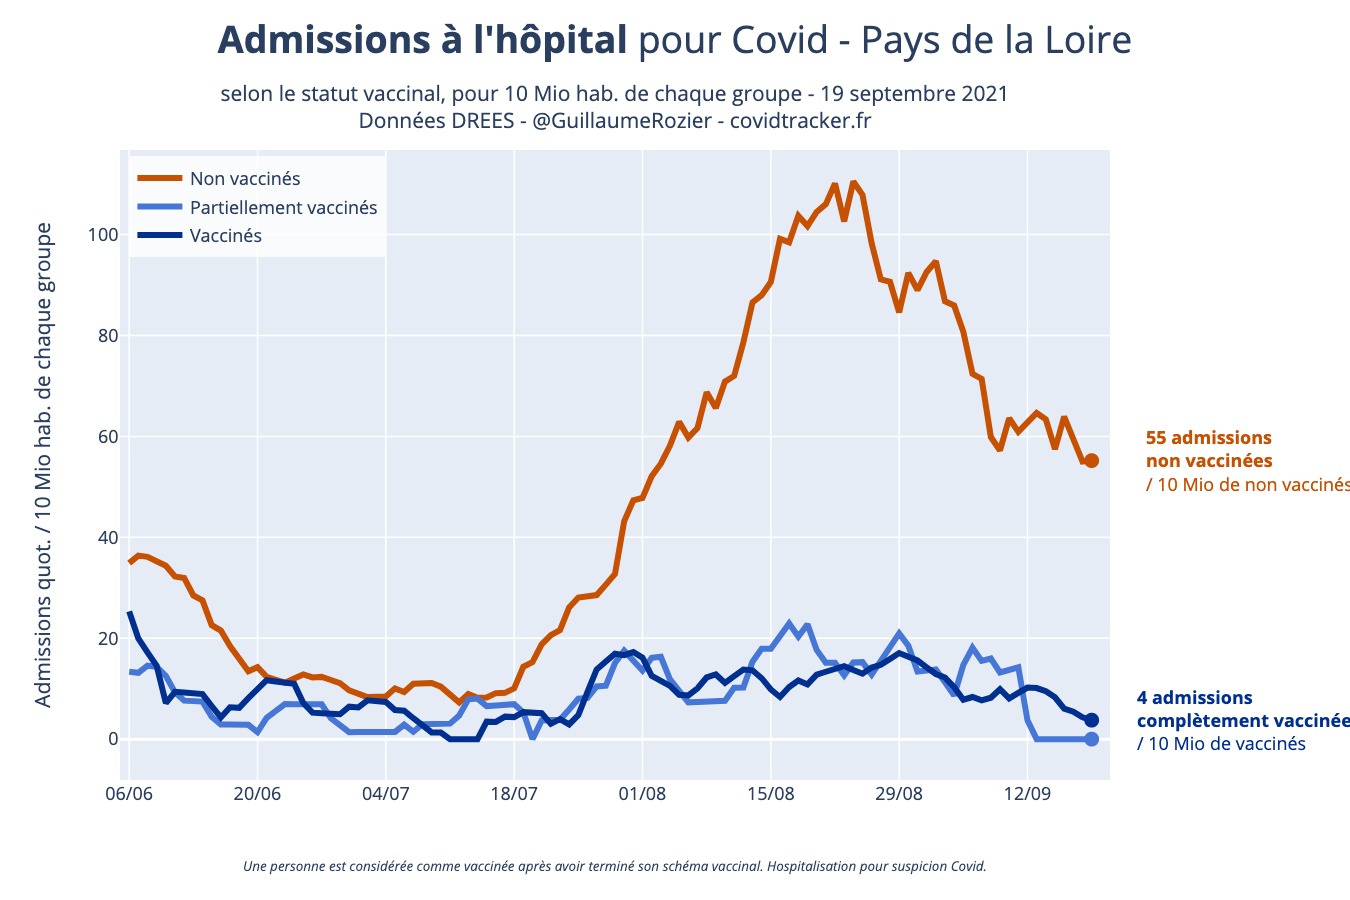 Admissions à l'hôpital pour Covid - Pays de la Loire
selon le statut vaccinal, pour 10 Mio hab. de chaque groupe - 19 septembre 2021
Données DREES - @GuillaumeRozier - covidtracker.fr
Non vaccinés
Partiellement vaccinés
Vaccinés
Admissions quot. / 10 Mio hab. de chaque groupe
100
80
60
40
20
0
06/06
20/06
04/07
18/07
01/08
15/08
29/08
12/09
55 admissions
non vaccinées
/ 10 Mio de non vaccinés
4 admissions
complètement vaccinée
/ 10 Mio de vaccinés
Une personne est considérée comme vaccinée après avoir terminé son schéma vaccinal. Hospitalisation pour suspicion Covid.